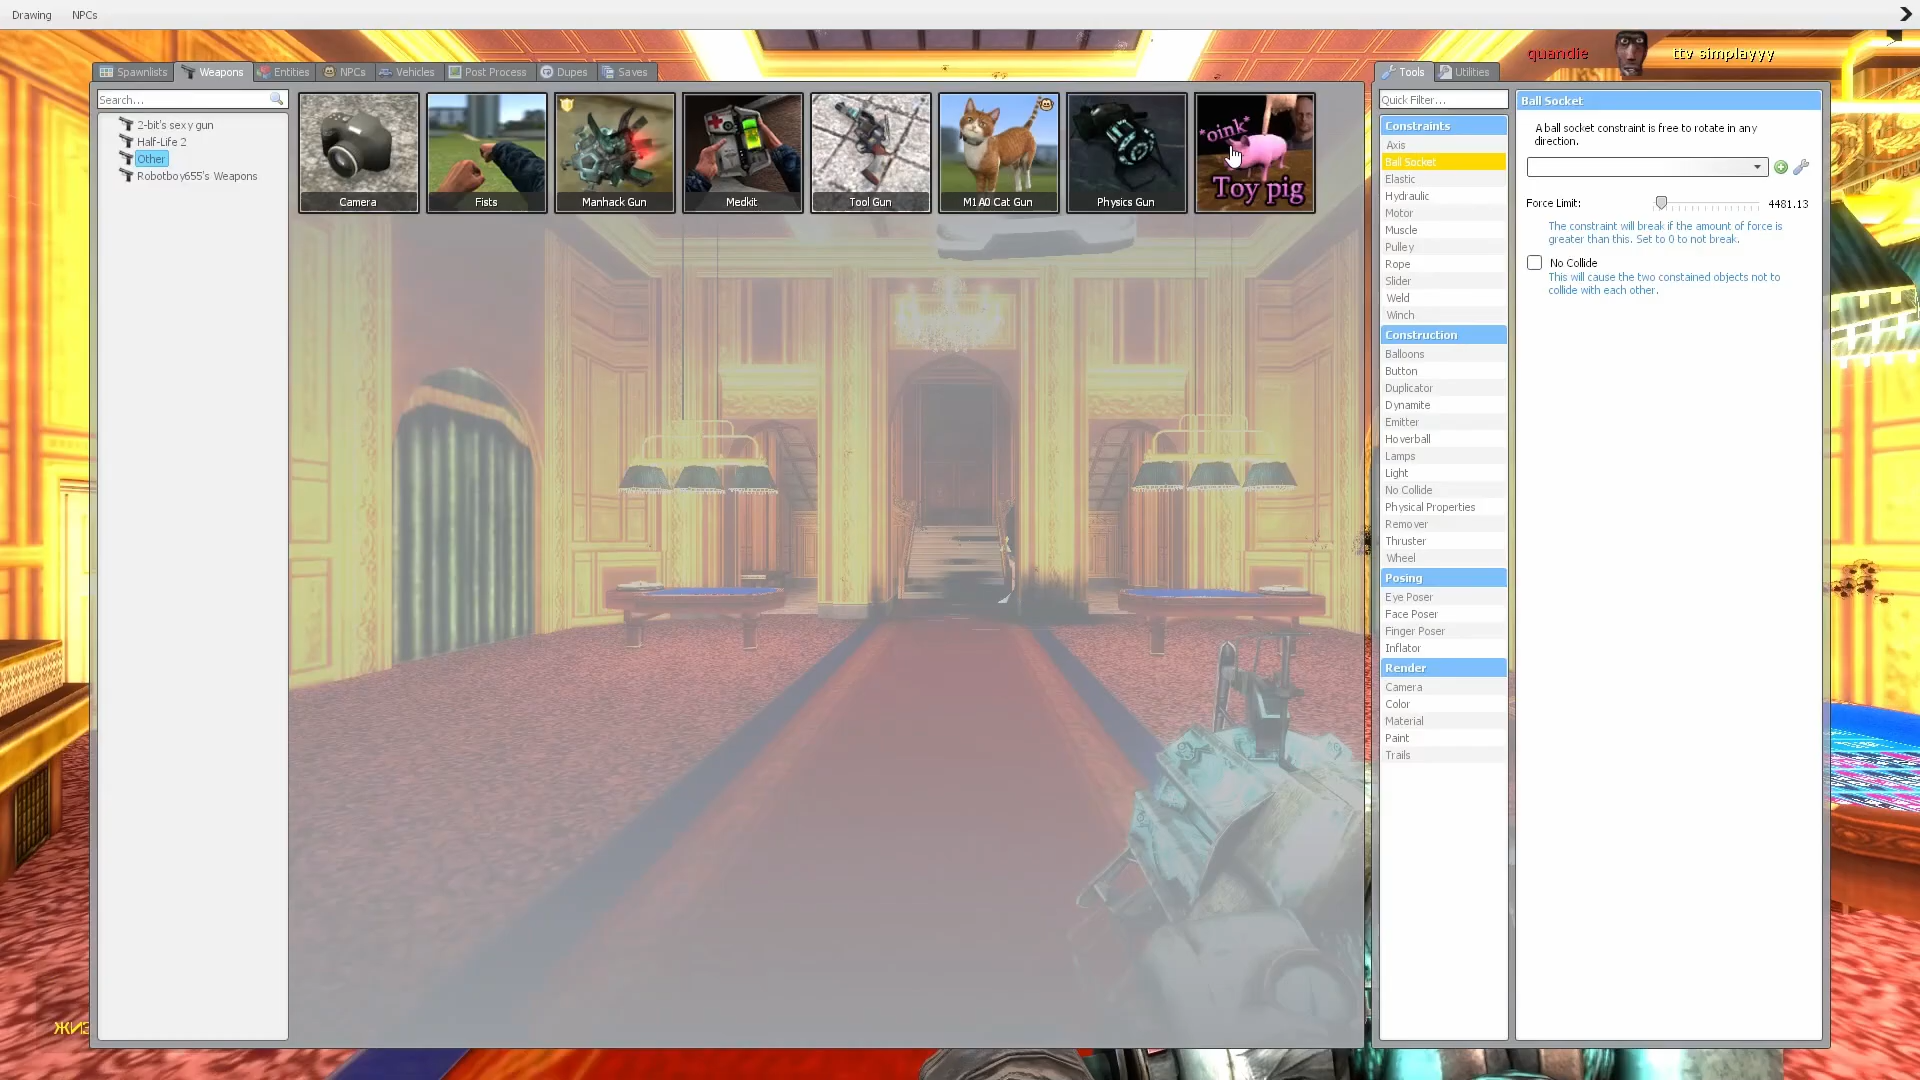 Drawing NPCs
quandie ttv simplayyy
Spawnlists Weapons Entities NPCs Vehicles Post Process Dupes Saves
Search...
2-bit's sexy gun
Half-Life 2
Other
Robotboy655's Weapons
*oink*
Toy pig
Camera Fists Manhack Gun Medkit Tool Gun M1A0 Cat Gun Physics Gun
Tools Utilities
Quick Filter...
Constraints
Axis
Ball Socket
Elastic
Hydraulic
Motor
Muscle
Pulley
Rope
Slider
Weld
Winch
Construction
Balloons
Button
Duplicator
Dynamite
Emitter
Hoverball
Lamps
Light
No Collide
Physical Properties
Remover
Thruster
Wheel
Posing
Eye Poser
Face Poser
Finger Poser
Inflator
Render
Camera
Color
Material
Paint
Trails
Ball Socket
A ball socket constraint is free to rotate in any
direction.
Force Limit: 4481.13
The constraint will break if the amount of force is
greater than this. Set to 0 to not break.
No Collide
This will cause the two constained objects not to
collide with each other.